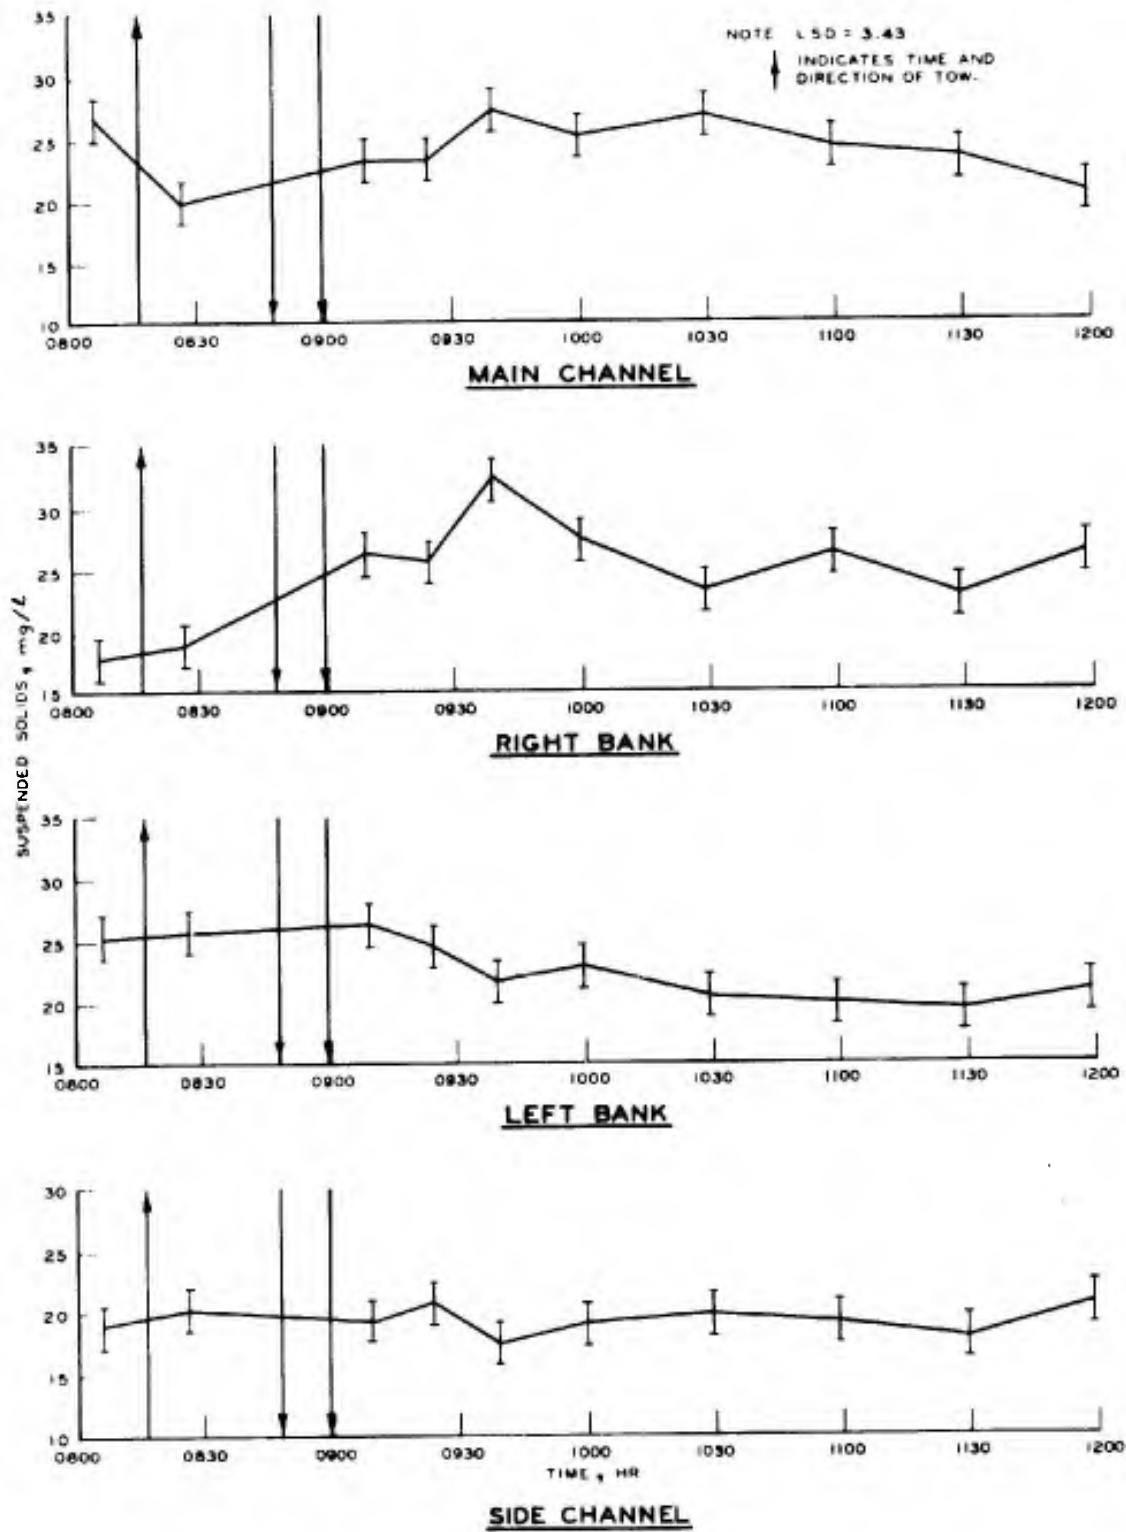 NOTE LSD = 3.43
INDICATES TIME AND
DIRECTION OF TOW.
35
30
25
20
15
10
0800 0630 0900 0930 1000 1030 1100 1130 1200
MAIN CHANNEL
SUSPENDED SOLIDS, mg/ℓ
35
30
25
20
15
0800 0830 0900 0930 1000 1030 1100 1130 1200
RIGHT BANK
35
30
25
20
15
0800 0830 0900 0930 1000 1030 1100 1130 1200
LEFT BANK
30
25
20
15
10
0800 0830 0900 0930 1000 1030 1100 1130 1200
TIME, HR
SIDE CHANNEL